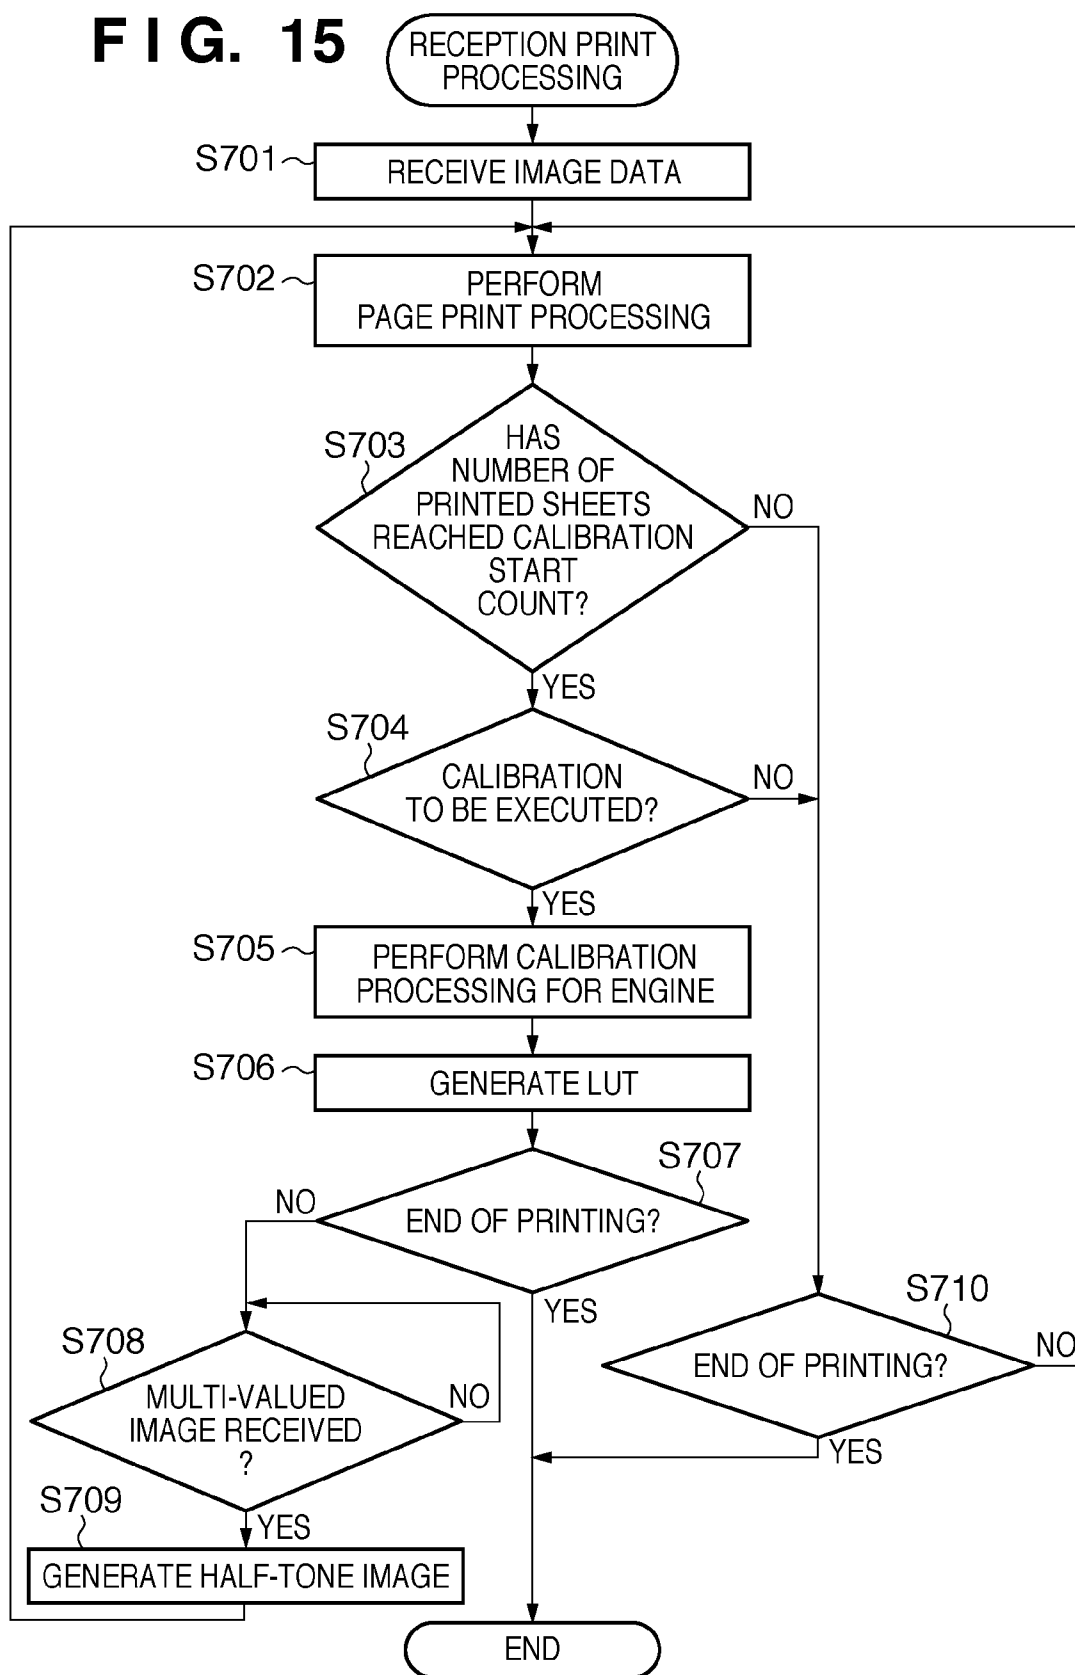 FIG. 15
RECEPTION PRINT
PROCESSING
S701
RECEIVE IMAGE DATA
S702
PERFORM
PAGE PRINT PROCESSING
S703
HAS
NUMBER OF
PRINTED SHEETS
REACHED CALIBRATION
START
COUNT?
NO
YES
S704
CALIBRATION
TO BE EXECUTED?
NO
YES
S705
PERFORM CALIBRATION
PROCESSING FOR ENGINE
S706
GENERATE LUT
S707
END OF PRINTING?
NO
YES
S708
MULTI-VALUED
IMAGE RECEIVED
?
NO
YES
S709
GENERATE HALF-TONE IMAGE
S710
END OF PRINTING?
NO
YES
END